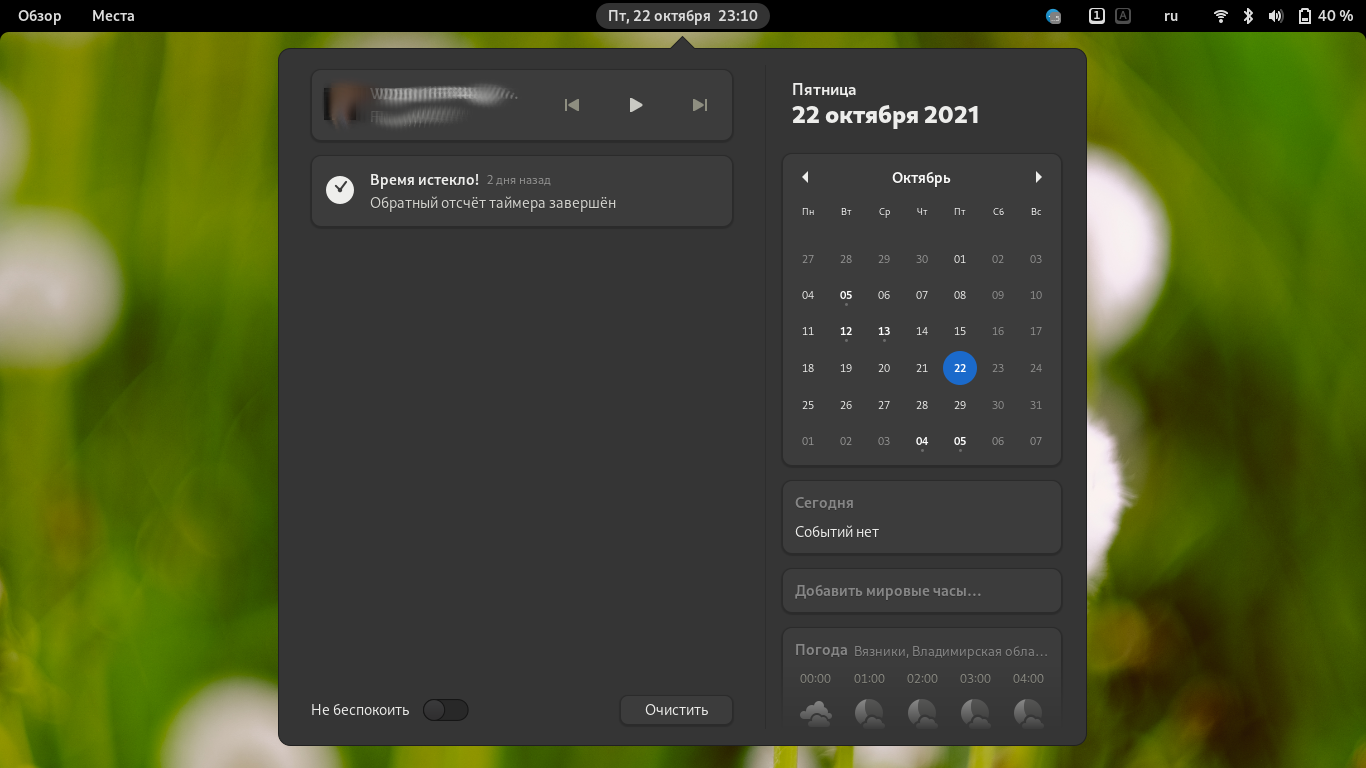 Обзор Места Пт, 22 октября 23:10 1 A ru 40 %
Время истекло! 2 дня назад
Обратный отсчёт таймера завершён
Не беспокоить Очистить
Пятница
22 октября 2021
Октябрь
Пн Вт Ср Чт Пт Сб Вс
27 28 29 30 01 02 03
04 05 06 07 08 09 10
11 12 13 14 15 16 17
18 19 20 21 22 23 24
25 26 27 28 29 30 31
01 02 03 04 05 06 07
Сегодня
Событий нет
Добавить мировые часы…
Погода Вязники, Владимирская обла…
00:00 01:00 02:00 03:00 04:00